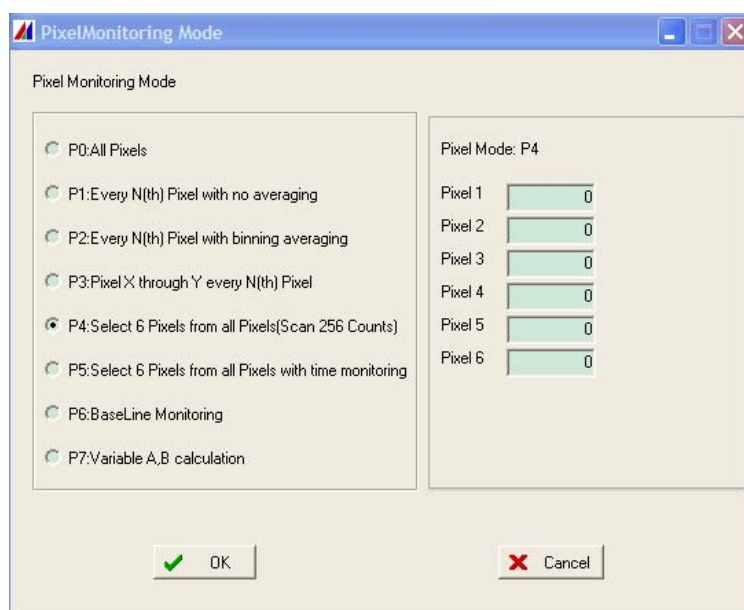 PixelMonitoring Mode
Pixel Monitoring Mode
P0:All Pixels
P1:Every N(th) Pixel with no averaging
P2:Every N(th) Pixel with binning averaging
P3:Pixel X through Y every N(th) Pixel
P4:Select 6 Pixels from all Pixels(Scan 256 Counts)
P5:Select 6 Pixels from all Pixels with time monitoring
P6:BaseLine Monitoring
P7:Variable A,B calculation
Pixel Mode: P4
Pixel 1 0
Pixel 2 0
Pixel 3 0
Pixel 4 0
Pixel 5 0
Pixel 6 0
OK
Cancel